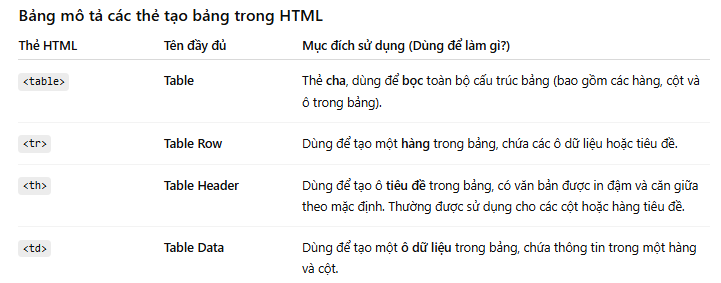 Bảng mô tả các thẻ tạo bảng trong HTML
Thẻ HTML Tên đầy đủ Mục đích sử dụng (Dùng để làm gì?)
<table> Table Thẻ cha, dùng để bọc toàn bộ cấu trúc bảng (bao gồm các hàng, cột và
ô trong bảng).
<tr> Table Row Dùng để tạo một hàng trong bảng, chứa các ô dữ liệu hoặc tiêu đề.
<th> Table Header Dùng để tạo ô tiêu đề trong bảng, có văn bản được in đậm và căn giữa
theo mặc định. Thường được sử dụng cho các cột hoặc hàng tiêu đề.
<td> Table Data Dùng để tạo một ô dữ liệu trong bảng, chứa thông tin trong một hàng
và cột.